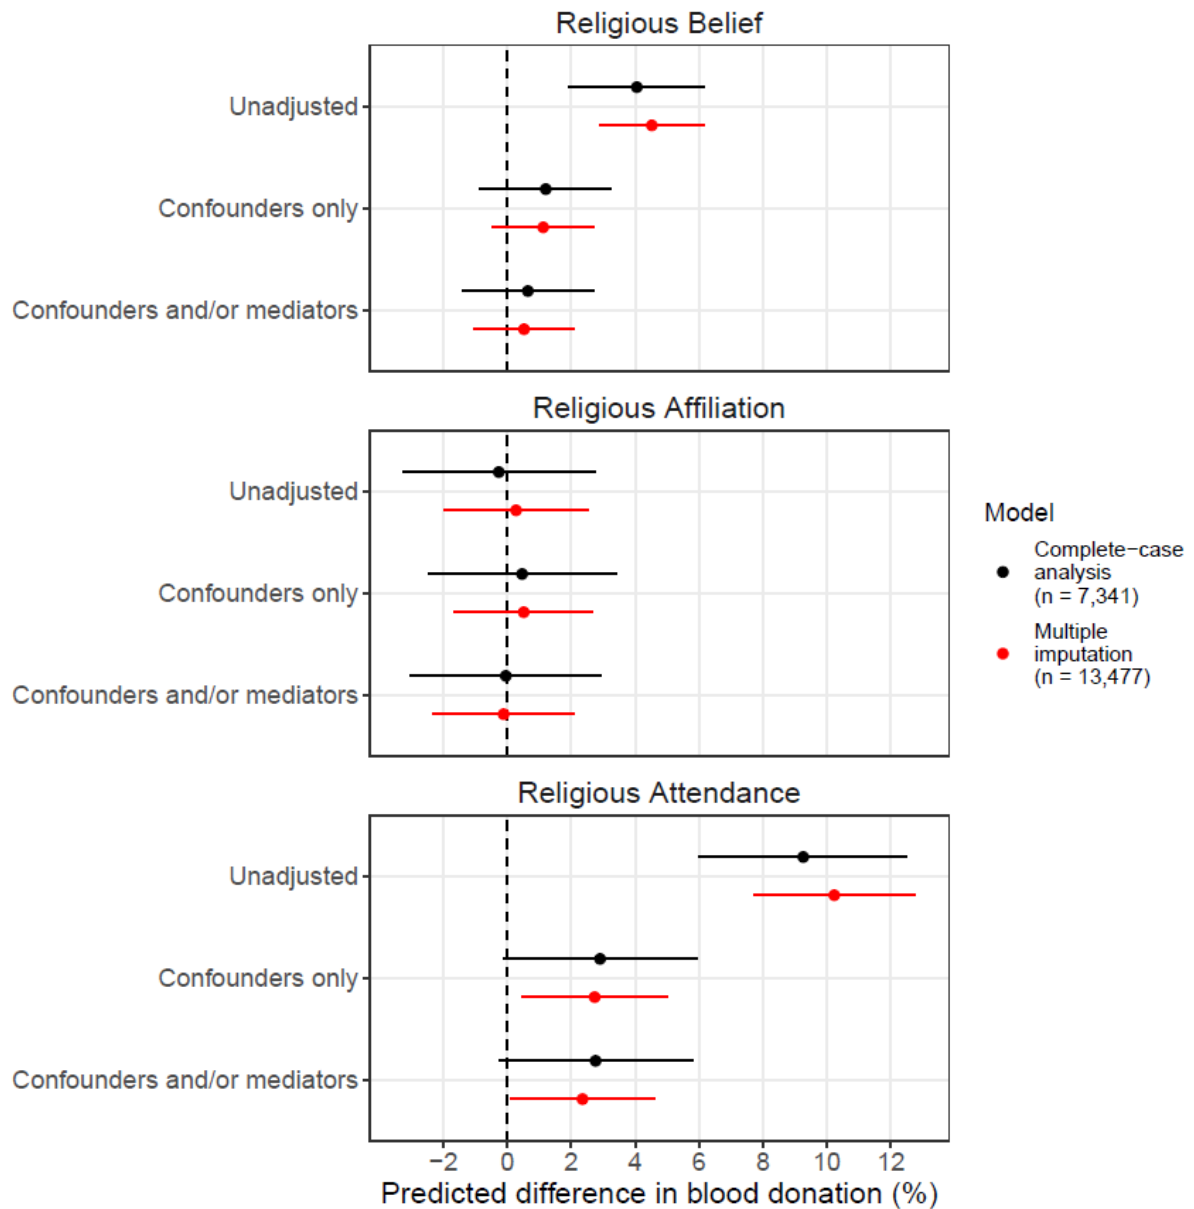 Religious Belief
Unadjusted
Confounders only
Confounders and/or mediators
Religious Affiliation
Unadjusted
Confounders only
Confounders and/or mediators
Religious Attendance
Unadjusted
Confounders only
Confounders and/or mediators
−2 0 2 4 6 8 10 12
Predicted difference in blood donation (%)
Model
Complete−case
analysis
(n = 7,341)
Multiple
imputation
(n = 13,477)